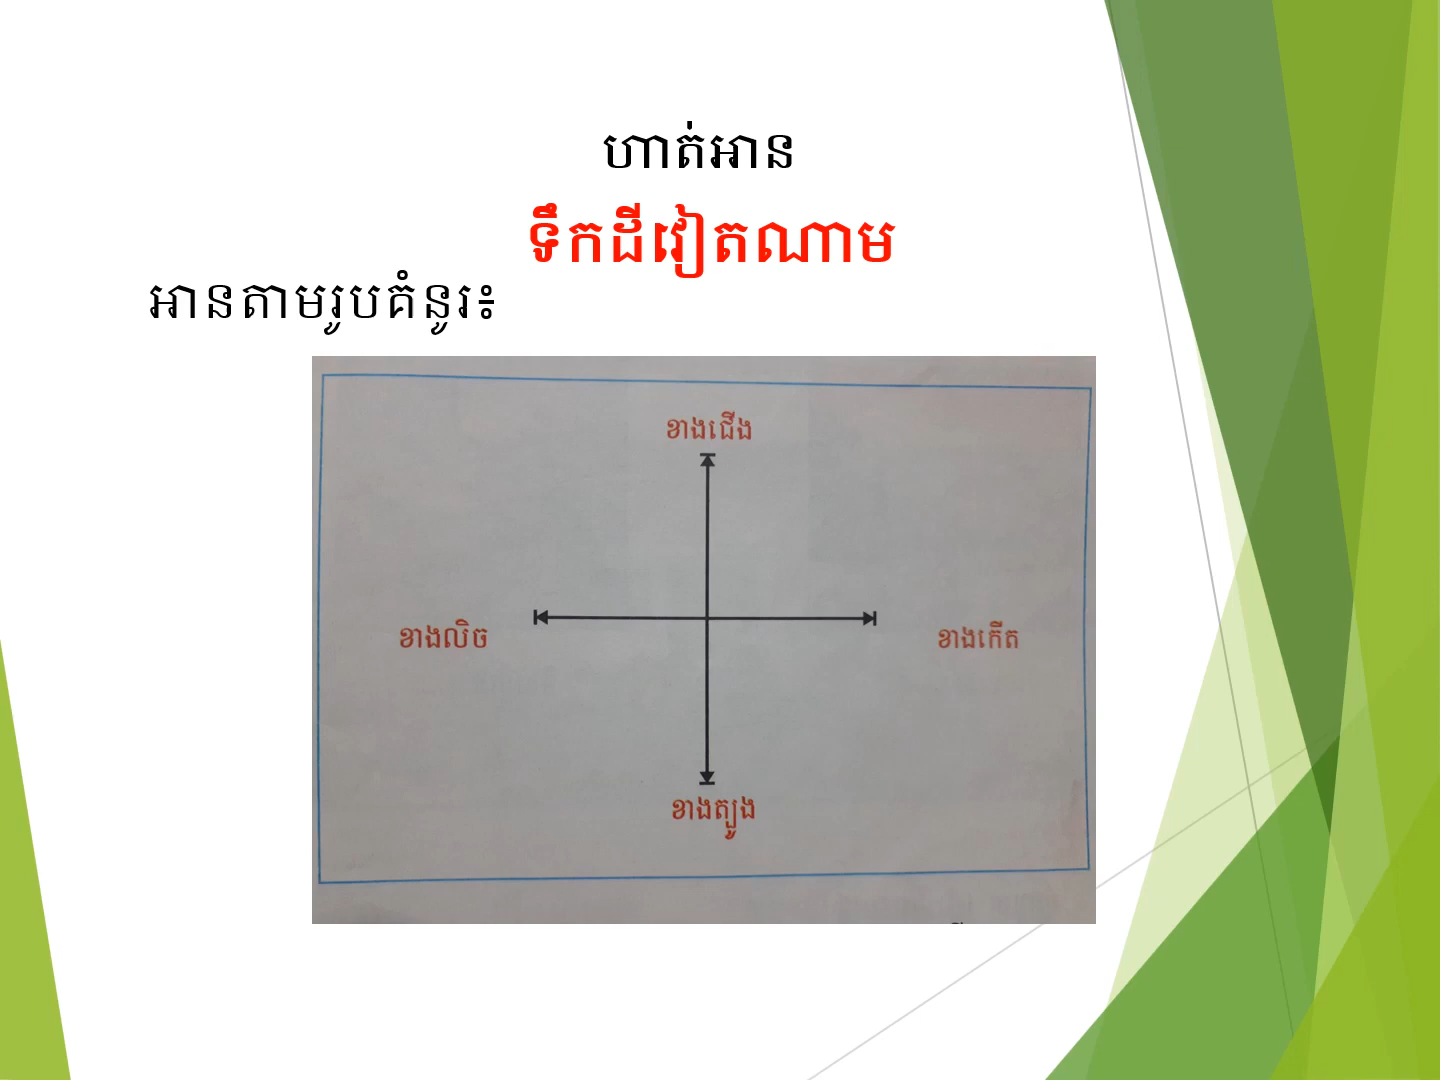 ហាត់អាន
ទឹកដីវៀតណាម
អានតាមរូបគំនូរ៖
ខាងជើង
ខាងលិច
ខាងកើត
ខាងត្បូង